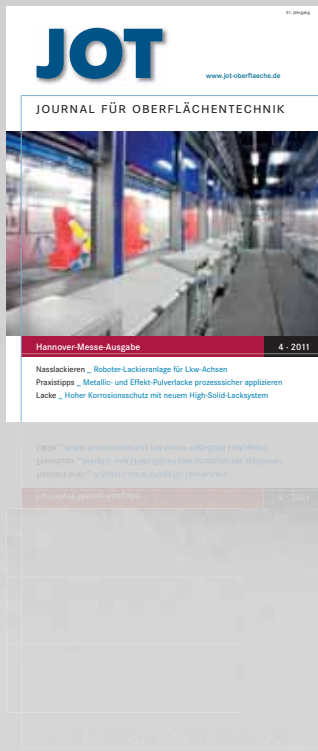 51. Jahrgang
JOT
www.jot-oberflaeche.de
JOURNAL FÜR OBERFLÄCHENTECHNIK
Hannover-Messe-Ausgabe 4 · 2011
Nasslackieren _ Roboter-Lackieranlage für Lkw-Achsen
Praxistipps _ Metallic- und Effekt-Pulverlacke prozesssicher applizieren
Lacke _ Hoher Korrosionsschutz mit neuem High-Solid-Lacksystem